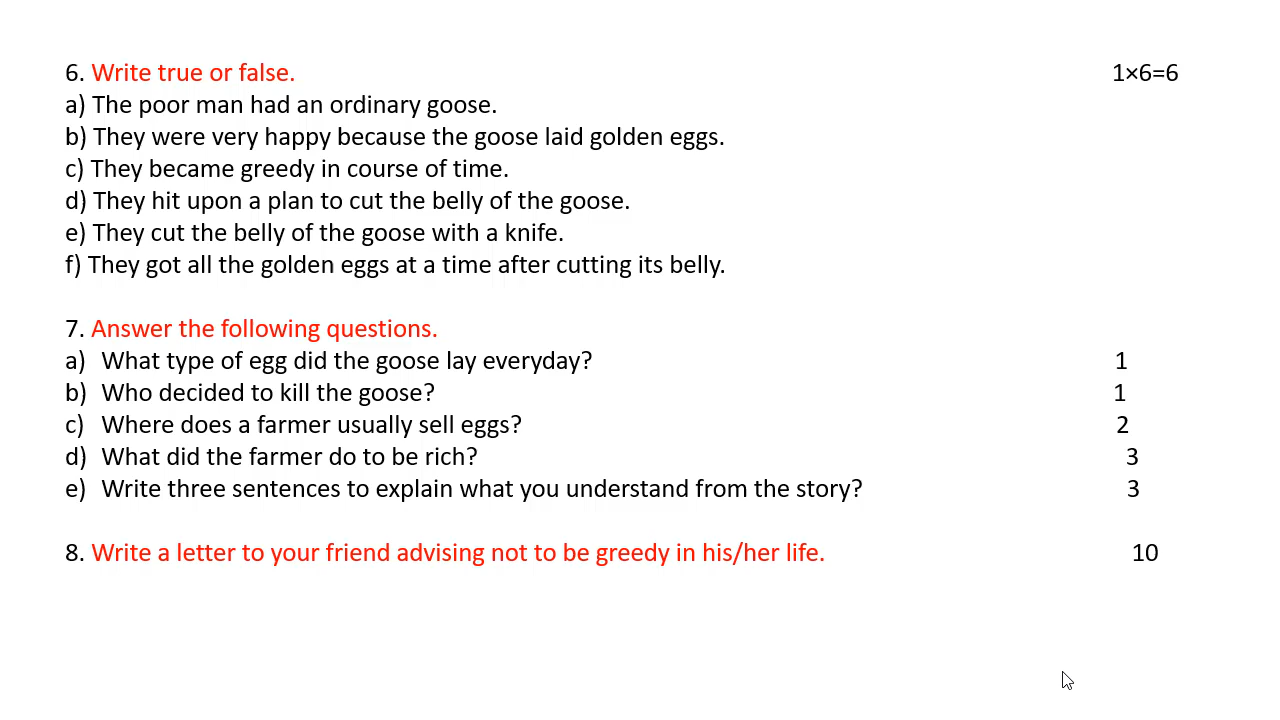 6. Write true or false. 1×6=6
a) The poor man had an ordinary goose.
b) They were very happy because the goose laid golden eggs.
c) They became greedy in course of time.
d) They hit upon a plan to cut the belly of the goose.
e) They cut the belly of the goose with a knife.
f) They got all the golden eggs at a time after cutting its belly.
7. Answer the following questions.
a) What type of egg did the goose lay everyday? 1
b) Who decided to kill the goose? 1
c) Where does a farmer usually sell eggs? 2
d) What did the farmer do to be rich? 3
e) Write three sentences to explain what you understand from the story? 3
8. Write a letter to your friend advising not to be greedy in his/her life. 10